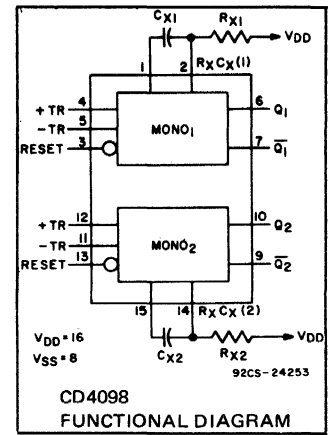 CX1 RX1 VDD
1 2 RXCX(1)
+TR 4 6 Q1
-TR 5 MONO1
RESET 3 7 Q1
+TR 12 10 Q2
-TR 11 MONO2
RESET 13 9 Q2
15 14 RXCX(2)
VDD=16 VDD
VSS=8 CX2 RX2
92CS-24253
CD4098
FUNCTIONAL DIAGRAM